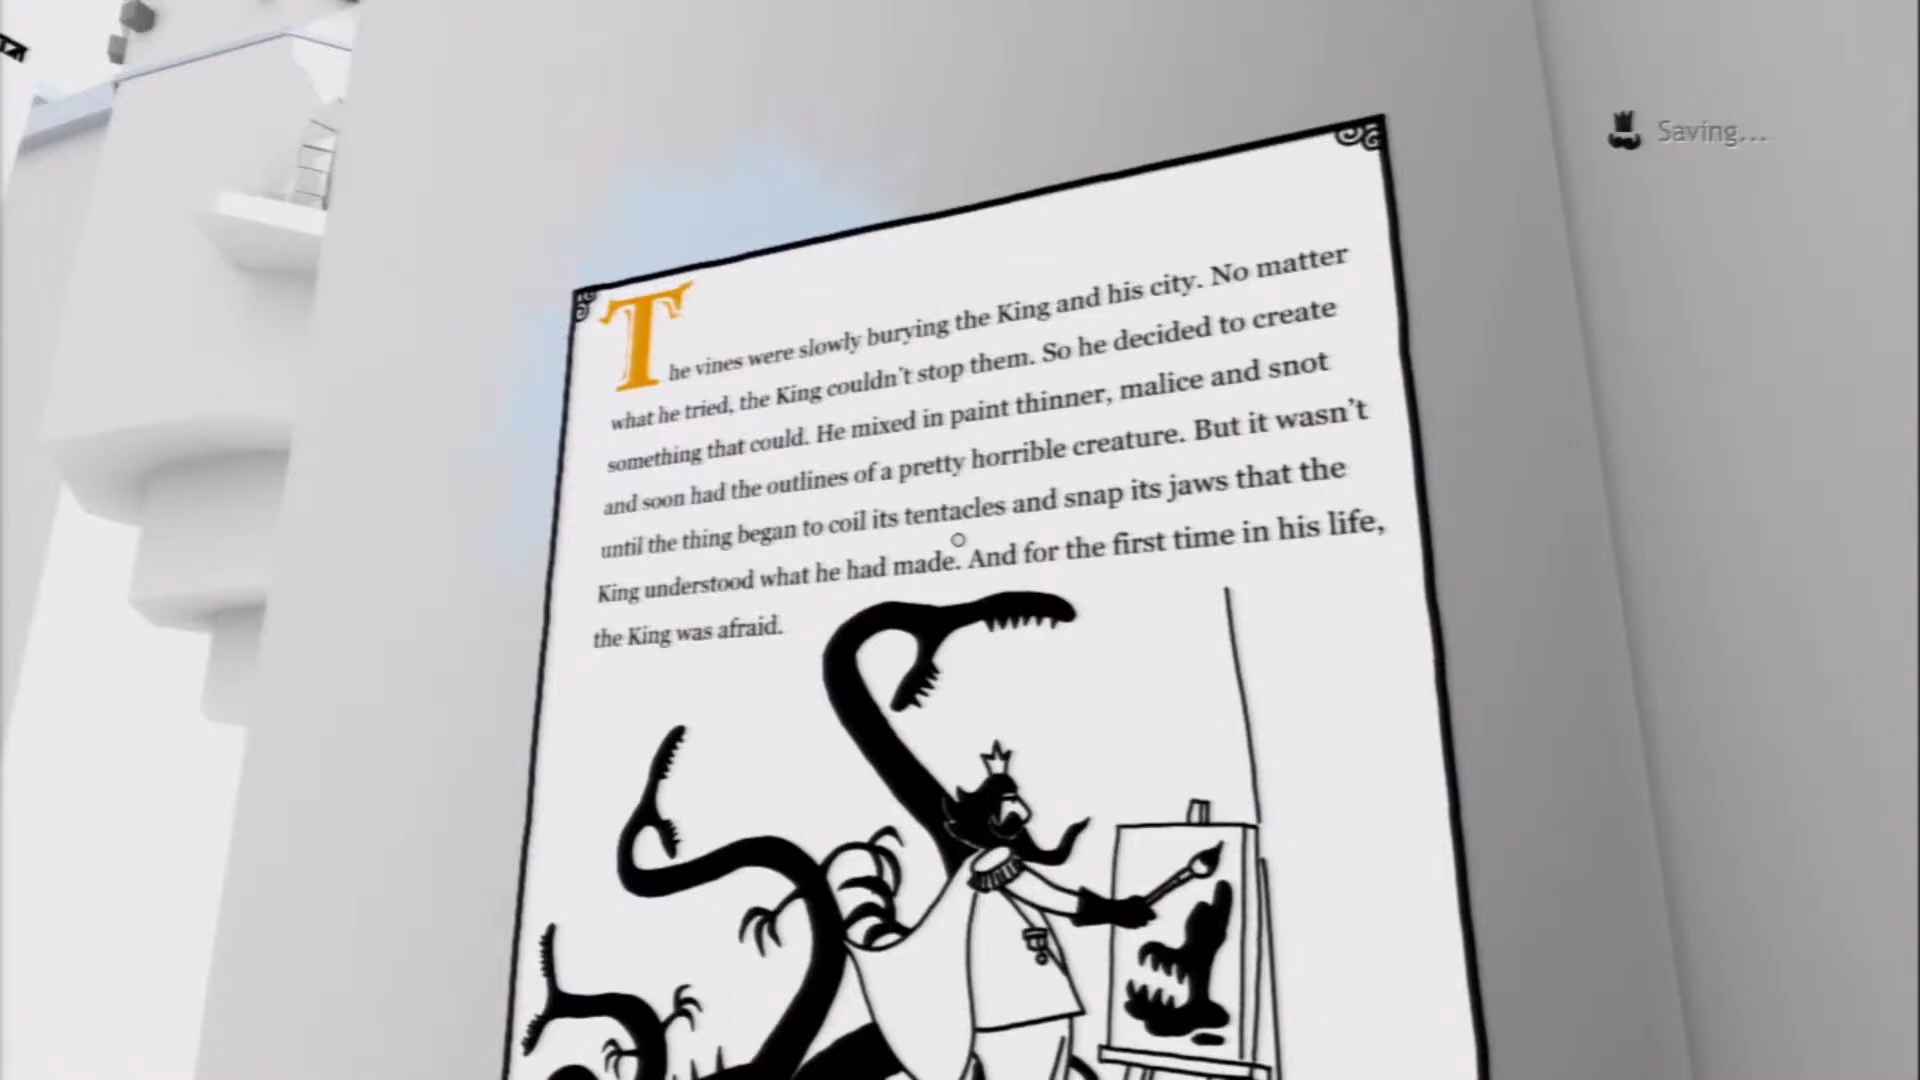 The vines were slowly burying the King and his city. No matter
what he tried, the King couldn't stop them. So he decided to create
something that could. He mixed in paint thinner, malice and snot
and soon had the outlines of a pretty horrible creature. But it wasn't
until the thing began to coil its tentacles and snap its jaws that the
King understood what he had made. And for the first time in his life,
the King was afraid.
Saving...